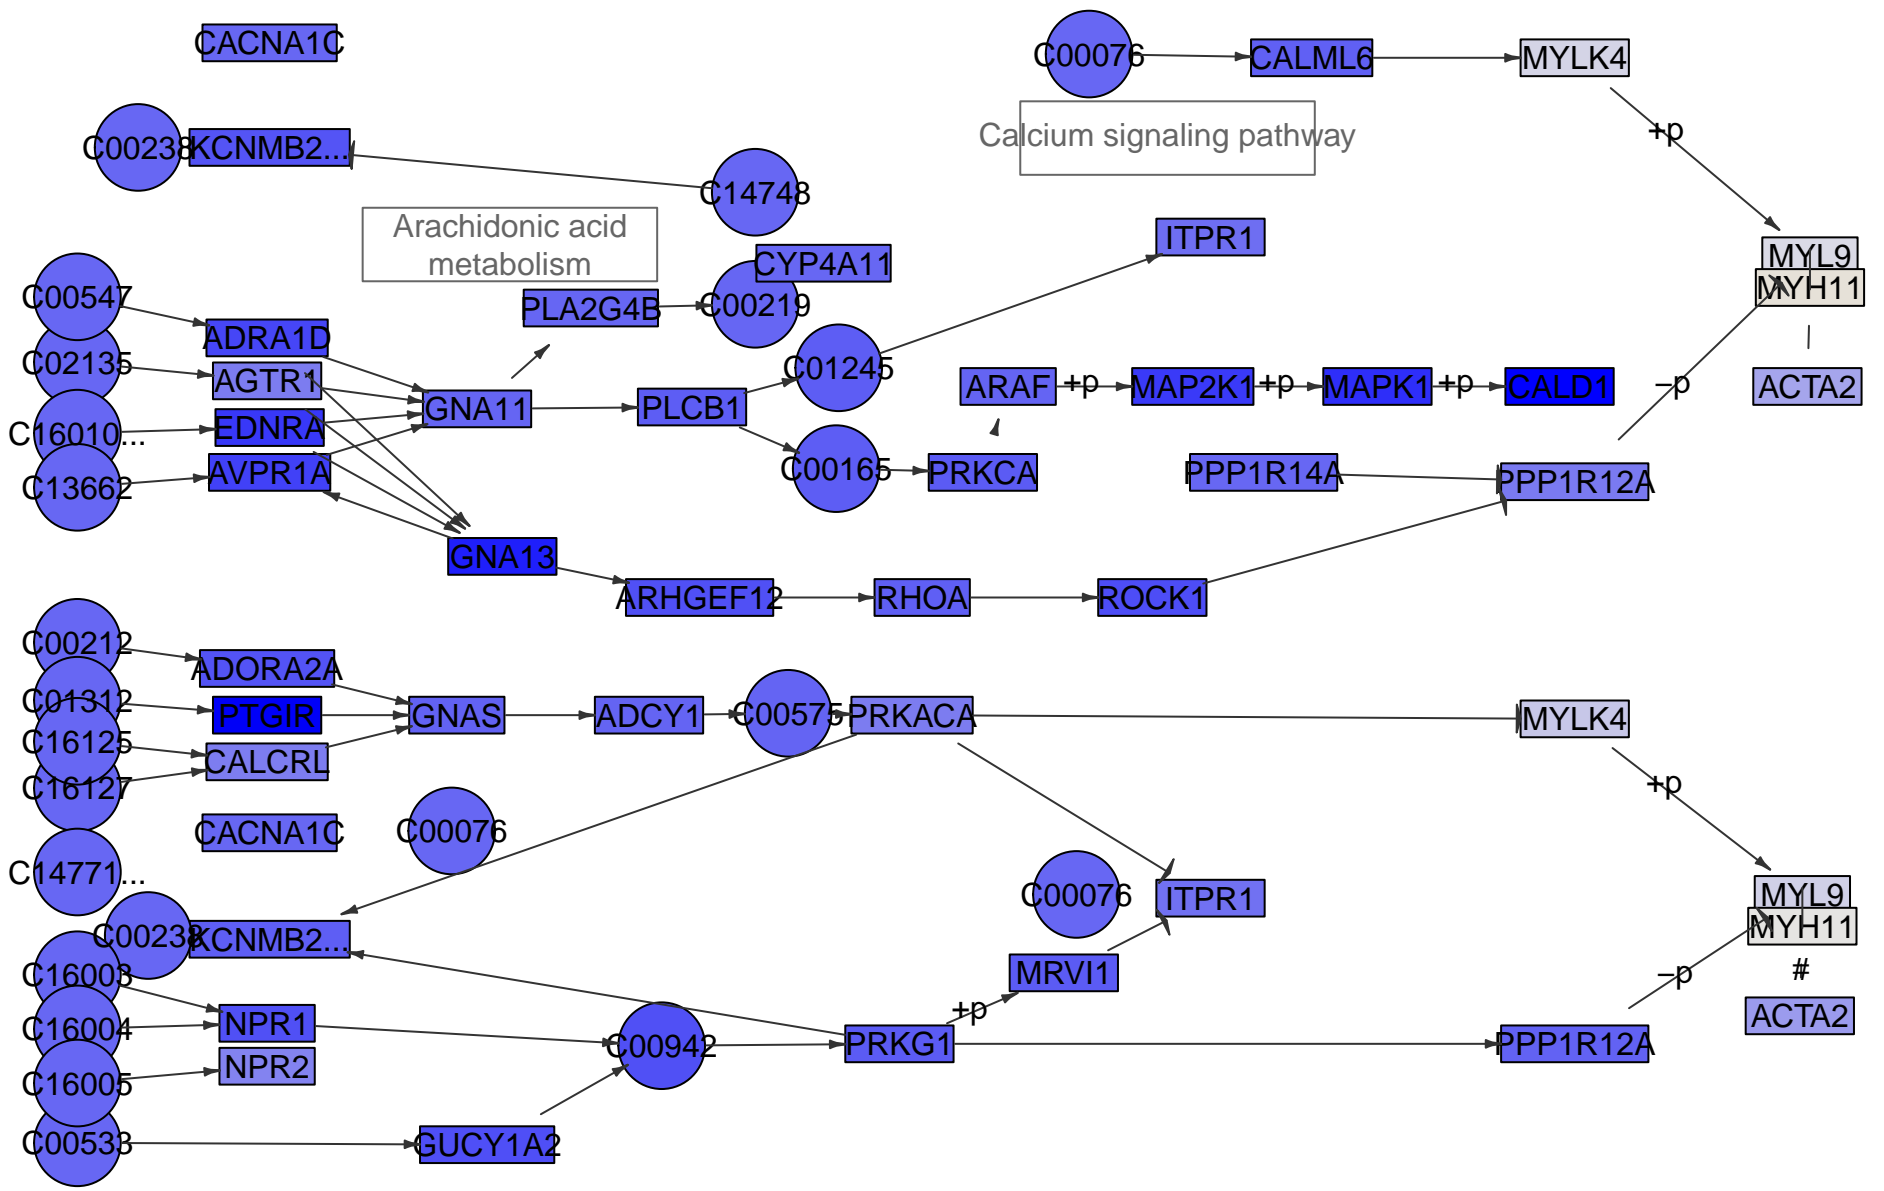 CACNA1C
C00076
CALML6
MYLK4
+p
C00238
KCNMB2...
Calcium signaling pathway
C14748
Arachidonic acid
metabolism
ITPR1
MYL9
CYP4A11
MYH11
C00547
PLA2G4B
C00219
ADRA1D
C02135
AGTR1
GNA11
PLCB1
C01245
ARAF
+p
MAP2K1
+p
MAPK1
+p
CALD1
–p
ACTA2
C16010...
EDNRA
C13662
AVPR1A
C00165
PRKCA
PPP1R14A
PPP1R12A
GNA13
ARHGEF12
RHOA
ROCK1
C00212
ADORA2A
C01312
PTGIR
GNAS
ADCY1
C00575
PRKACA
MYLK4
C16125
CALCRL
C16127
+p
CACNA1C
C00076
C14771...
C00076
ITPR1
MYL9
C00238
KCNMB2...
MYH11
C16003
MRVI1
–p
#
+p
C16004
NPR1
C00942
PRKG1
PPP1R12A
ACTA2
C16005
NPR2
C00533
GUCY1A2